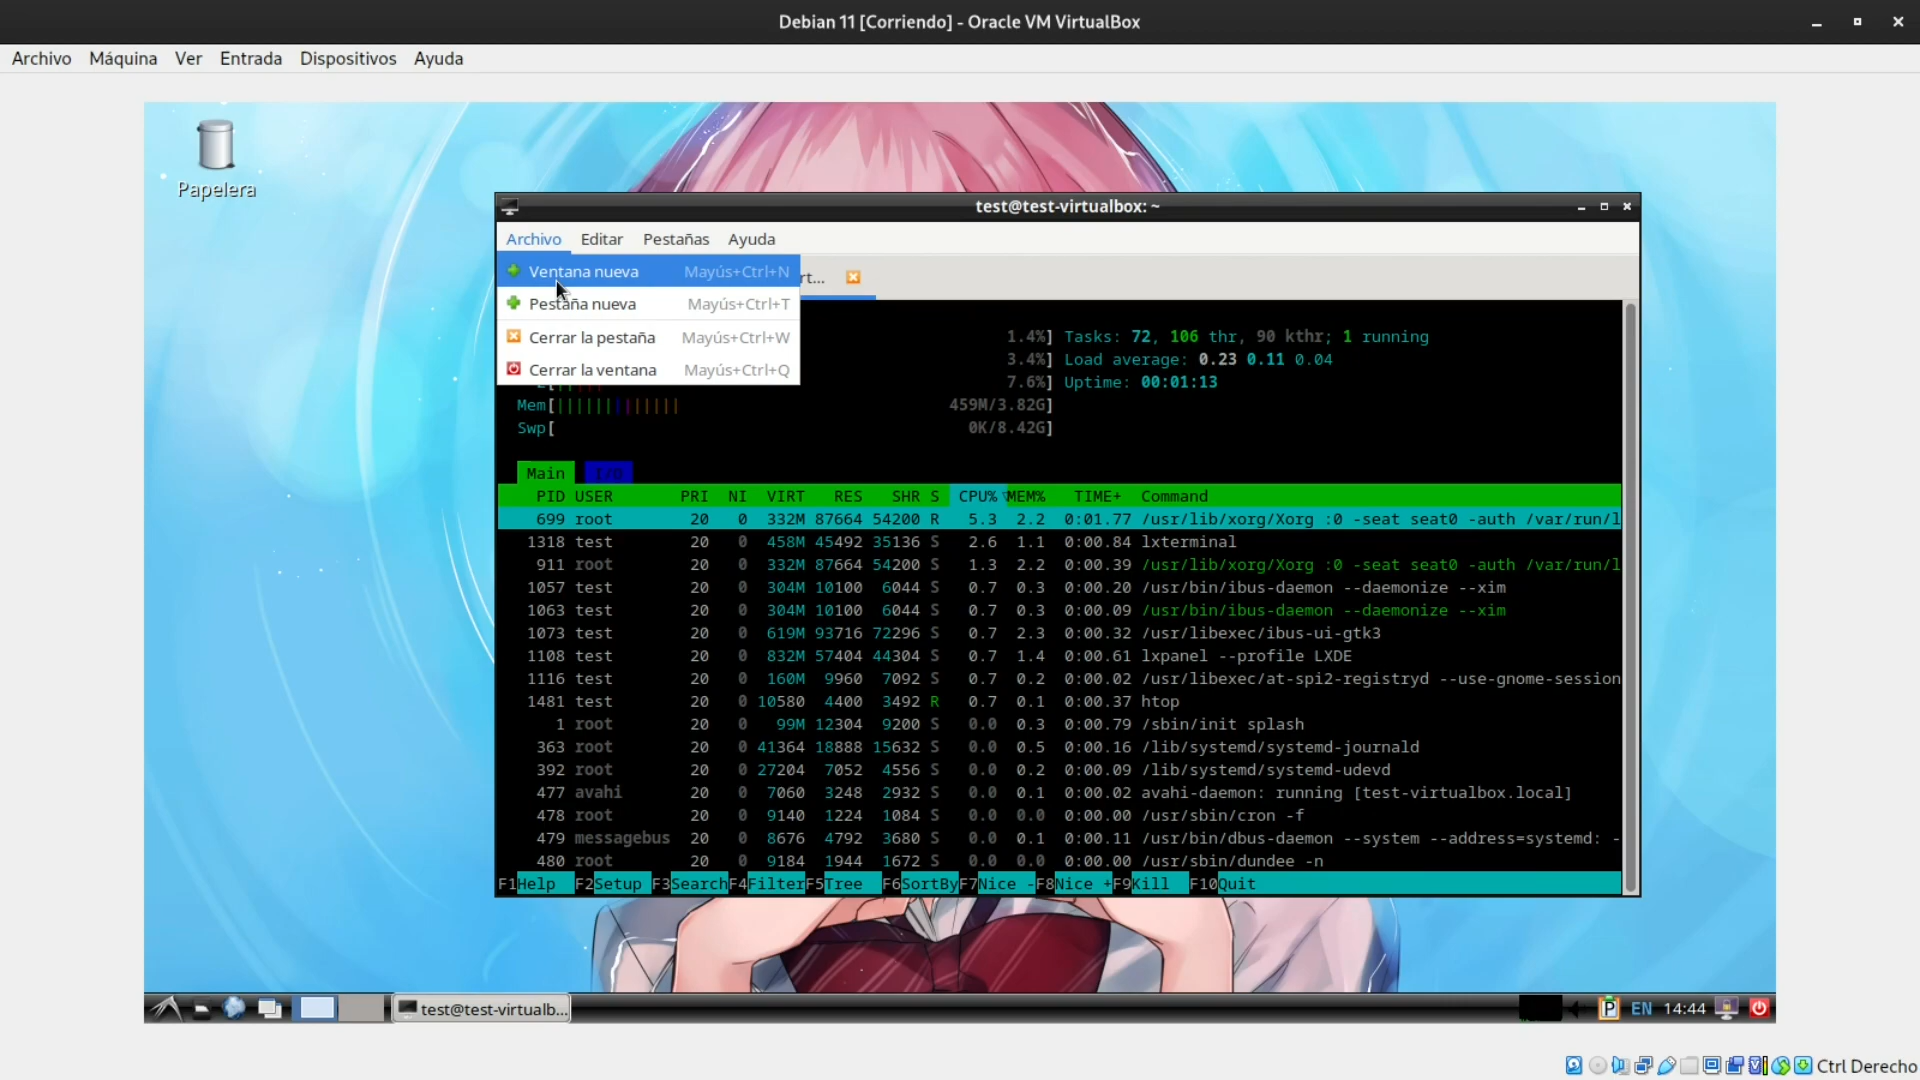 Debian 11 [Corriendo] - Oracle VM VirtualBox
Archivo Máquina Ver Entrada Dispositivos Ayuda
Papelera
test@test-virtualbox: ~
Archivo Editar Pestañas Ayuda
Ventana nueva Mayús+Ctrl+N
rt...
Pestaña nueva Mayús+Ctrl+T
Cerrar la pestaña Mayús+Ctrl+W
Cerrar la ventana Mayús+Ctrl+Q
1.4%] Tasks: 72, 106 thr, 90 kthr; 1 running
3.4%] Load average: 0.23 0.11 0.04
7.6%] Uptime: 00:01:13
Mem[||||||||||||| 459M/3.82G]
Swp[ 0K/8.42G]
Main I/O
PID USER PRI NI VIRT RES SHR S CPU%▽MEM% TIME+ Command
699 root 20 0 332M 87664 54200 R 5.3 2.2 0:01.77 /usr/lib/xorg/Xorg :0 -seat seat0 -auth /var/run/l
1318 test 20 0 458M 45492 35136 S 2.6 1.1 0:00.84 lxterminal
911 root 20 0 332M 87664 54200 S 1.3 2.2 0:00.39 /usr/lib/xorg/Xorg :0 -seat seat0 -auth /var/run/l
1057 test 20 0 304M 10100 6044 S 0.7 0.3 0:00.20 /usr/bin/ibus-daemon --daemonize --xim
1063 test 20 0 304M 10100 6044 S 0.7 0.3 0:00.09 /usr/bin/ibus-daemon --daemonize --xim
1073 test 20 0 619M 93716 72296 S 0.7 2.3 0:00.32 /usr/libexec/ibus-ui-gtk3
1108 test 20 0 832M 57404 44304 S 0.7 1.4 0:00.61 lxpanel --profile LXDE
1116 test 20 0 160M 9960 7092 S 0.7 0.2 0:00.02 /usr/libexec/at-spi2-registryd --use-gnome-session
1481 test 20 0 10580 4400 3492 R 0.7 0.1 0:00.37 htop
1 root 20 0 99M 12304 9200 S 0.0 0.3 0:00.79 /sbin/init splash
363 root 20 0 41364 18888 15632 S 0.0 0.5 0:00.16 /lib/systemd/systemd-journald
392 root 20 0 27204 7052 4556 S 0.0 0.2 0:00.09 /lib/systemd/systemd-udevd
477 avahi 20 0 7060 3248 2932 S 0.0 0.1 0:00.02 avahi-daemon: running [test-virtualbox.local]
478 root 20 0 9140 1224 1084 S 0.0 0.0 0:00.00 /usr/sbin/cron -f
479 messagebus 20 0 8676 4792 3680 S 0.0 0.1 0:00.11 /usr/bin/dbus-daemon --system --address=systemd: -
480 root 20 0 9184 1944 1672 S 0.0 0.0 0:00.00 /usr/sbin/dundee -n
F1Help F2Setup F3SearchF4FilterF5Tree F6SortByF7Nice -F8Nice +F9Kill F10Quit
test@test-virtualb... P EN 14:44
Ctrl Derecho